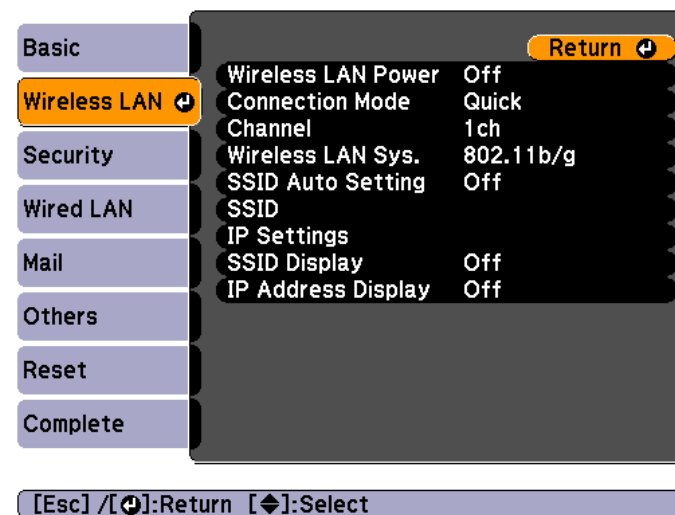 Basic
Wireless LAN
Security
Wired LAN
Mail
Others
Reset
Complete
Return
Wireless LAN Power Off
Connection Mode Quick
Channel 1ch
Wireless LAN Sys. 802.11b/g
SSID Auto Setting Off
SSID
IP Settings
SSID Display Off
IP Address Display Off
[Esc] /[⏎]:Return [◆]:Select